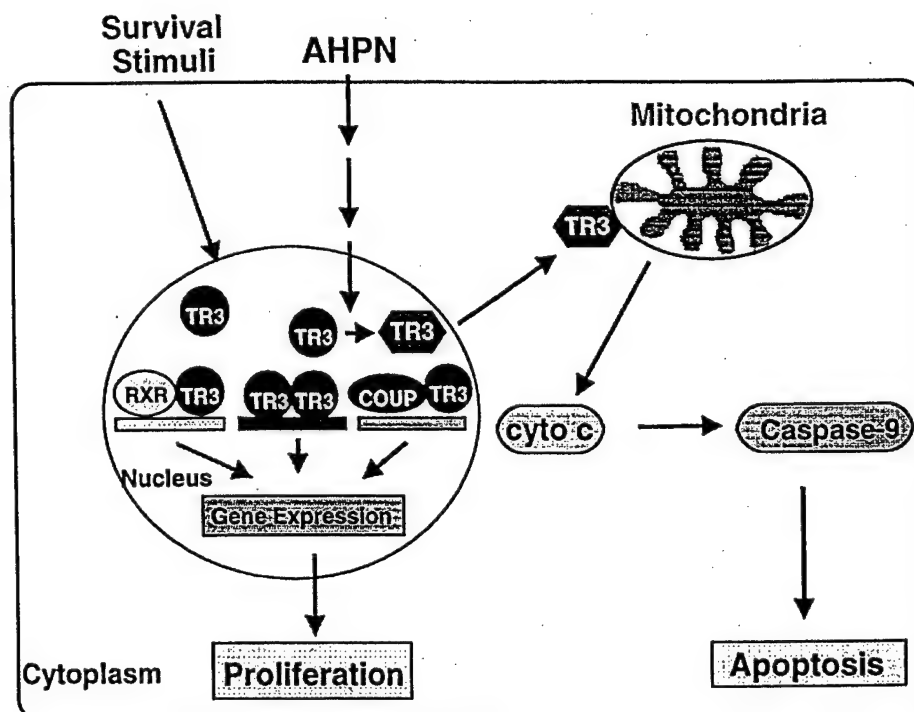 Survival
Stimuli
AHPN
Mitochondria
TR3
TR3
TR3
TR3
RXR
TR3
TR3
TR3
COUP
TR3
cyto c
Caspase-9
Nucleus
Gene Expression
Cytoplasm
Proliferation
Apoptosis